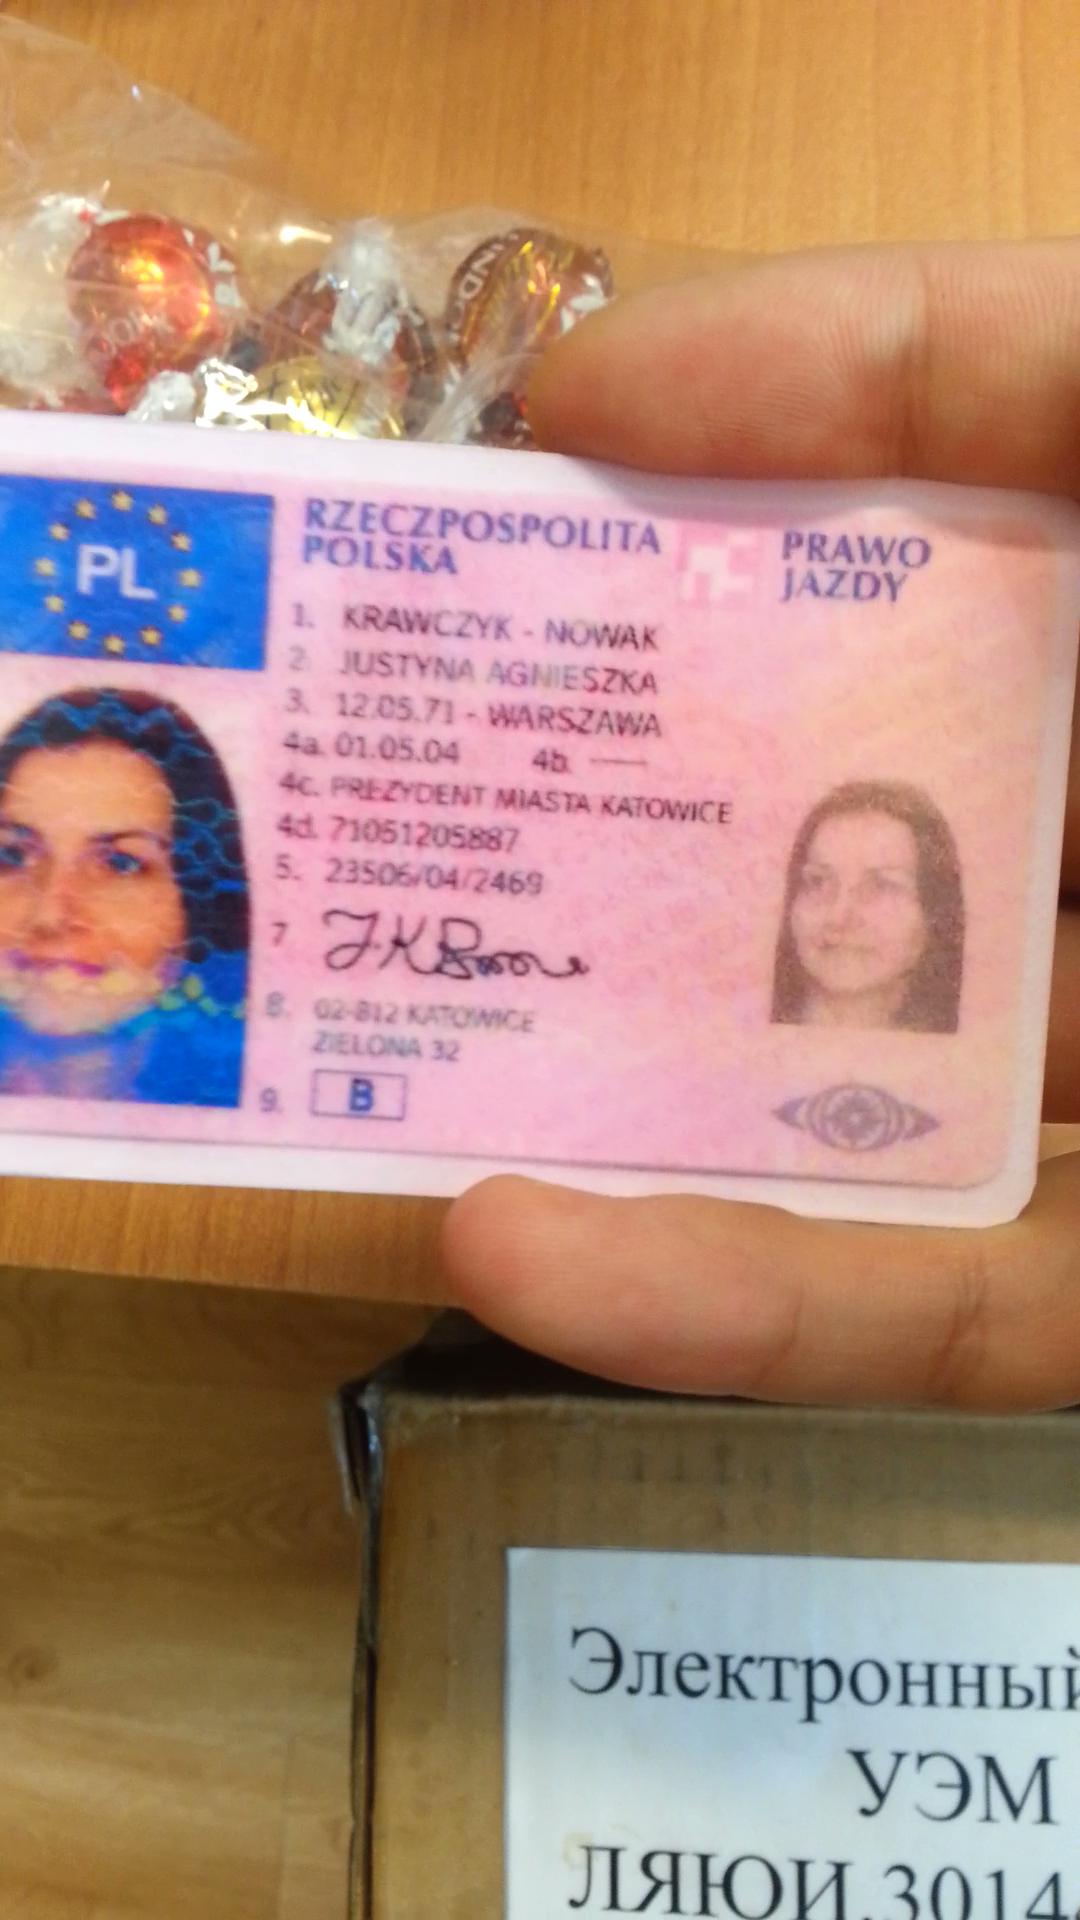 LIND
PL
RZECZPOSPOLITA
POLSKA
PRAWO
JAZDY
1. KRAWCZYK - NOWAK
2. JUSTYNA AGNIESZKA
3. 12.05.71 - WARSZAWA
4a. 01.05.04 4b. —
4c. PREZYDENT MIASTA KATOWICE
4d. 71051205887
5. 23506/04/2469
7
8. 02-812 KATOWICE
ZIELONA 32
9. B
Электронный
УЭМ
ЛЯЮИ.3014